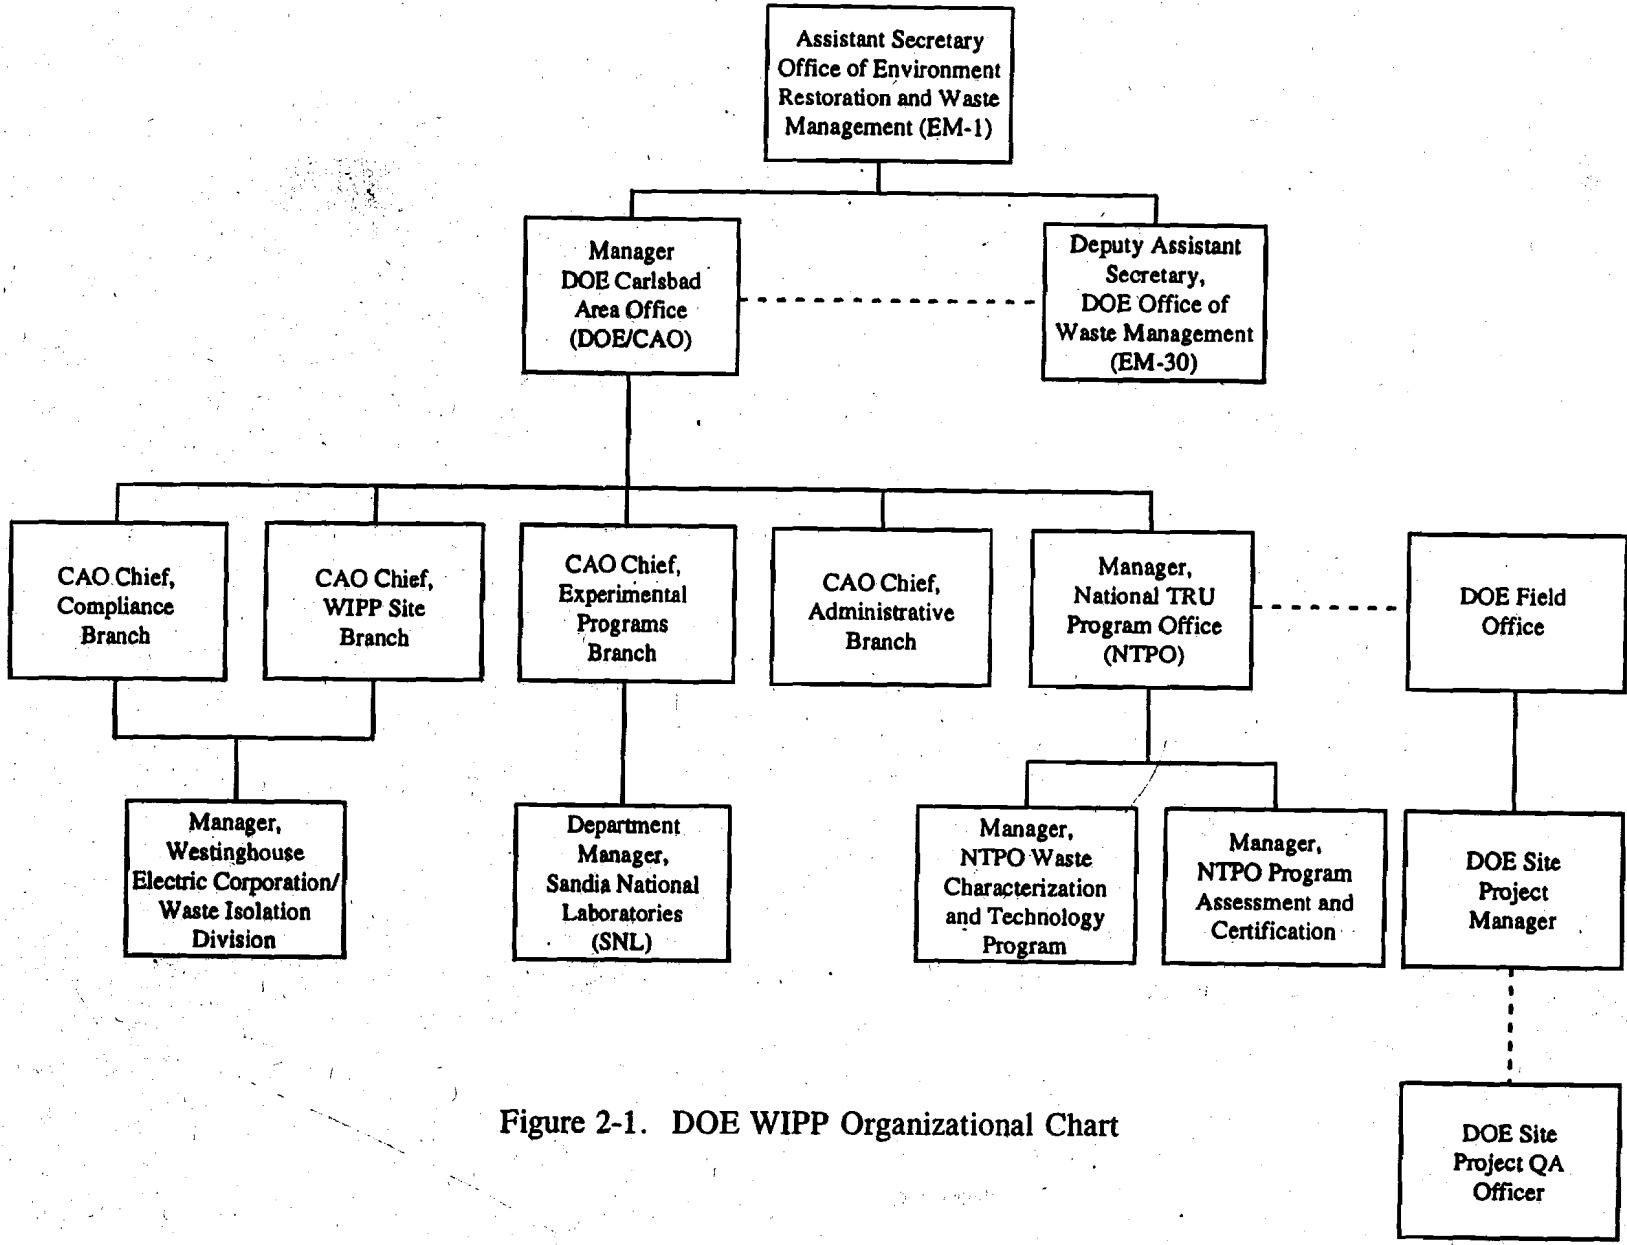 Assistant Secretary
Office of Environment
Restoration and Waste
Management (EM-1)
Manager
DOE Carlsbad
Area Office
(DOE/CAO)
Deputy Assistant
Secretary,
DOE Office of
Waste Management
(EM-30)
CAO Chief,
Compliance
Branch
CAO Chief,
WIPP Site
Branch
CAO Chief,
Experimental
Programs
Branch
CAO Chief,
Administrative
Branch
Manager,
National TRU
Program Office
(NTPO)
DOE Field
Office
Manager,
Westinghouse
Electric Corporation/
Waste Isolation
Division
Department
Manager,
Sandia National
Laboratories
(SNL)
Manager,
NTPO Waste
Characterization
and Technology
Program
Manager,
NTPO Program
Assessment and
Certification
DOE Site
Project
Manager
DOE Site
Project QA
Officer
Figure 2-1. DOE WIPP Organizational Chart